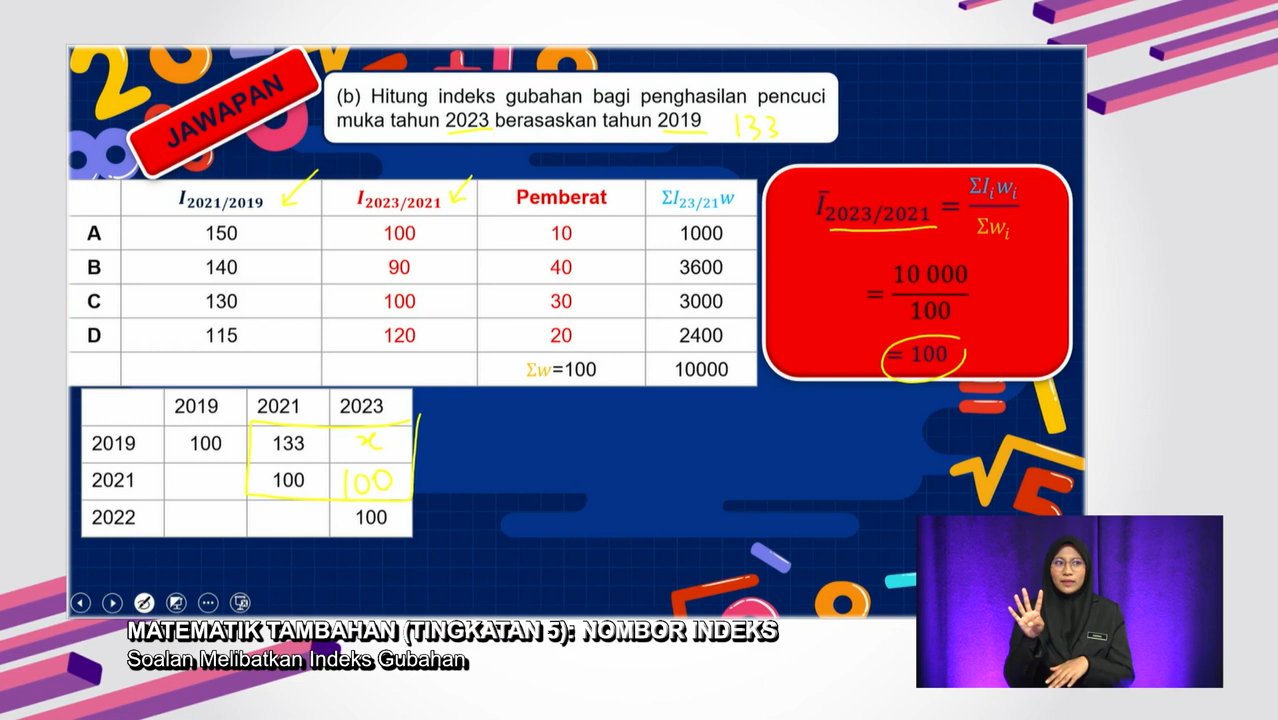 JAWAPAN
(b) Hitung indeks gubahan bagi penghasilan pencuci
muka tahun 2023 berasaskan tahun 2019 133
I2021/2019 I2023/2021 Pemberat ΣI23/21w
A 150 100 10 1000
B 140 90 40 3600
C 130 100 30 3000
D 115 120 20 2400
Σw=100 10000
Ī2023/2021 = ΣIiwi / Σwi
= 10 000 / 100
= 100
2019 2021 2023
2019 100 133 x
2021 100 100
2022 100
MATEMATIK TAMBAHAN (TINGKATAN 5): NOMBOR INDEKS
Soalan Melibatkan Indeks Gubahan